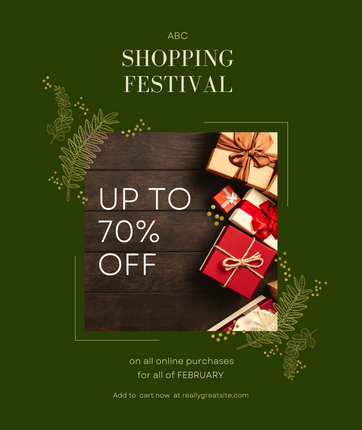 ABC
SHOPPING
FESTIVAL
UP TO
70%
OFF
on all online purchases
for all of FEBRUARY
Add to cart now at reallygreatsite.com